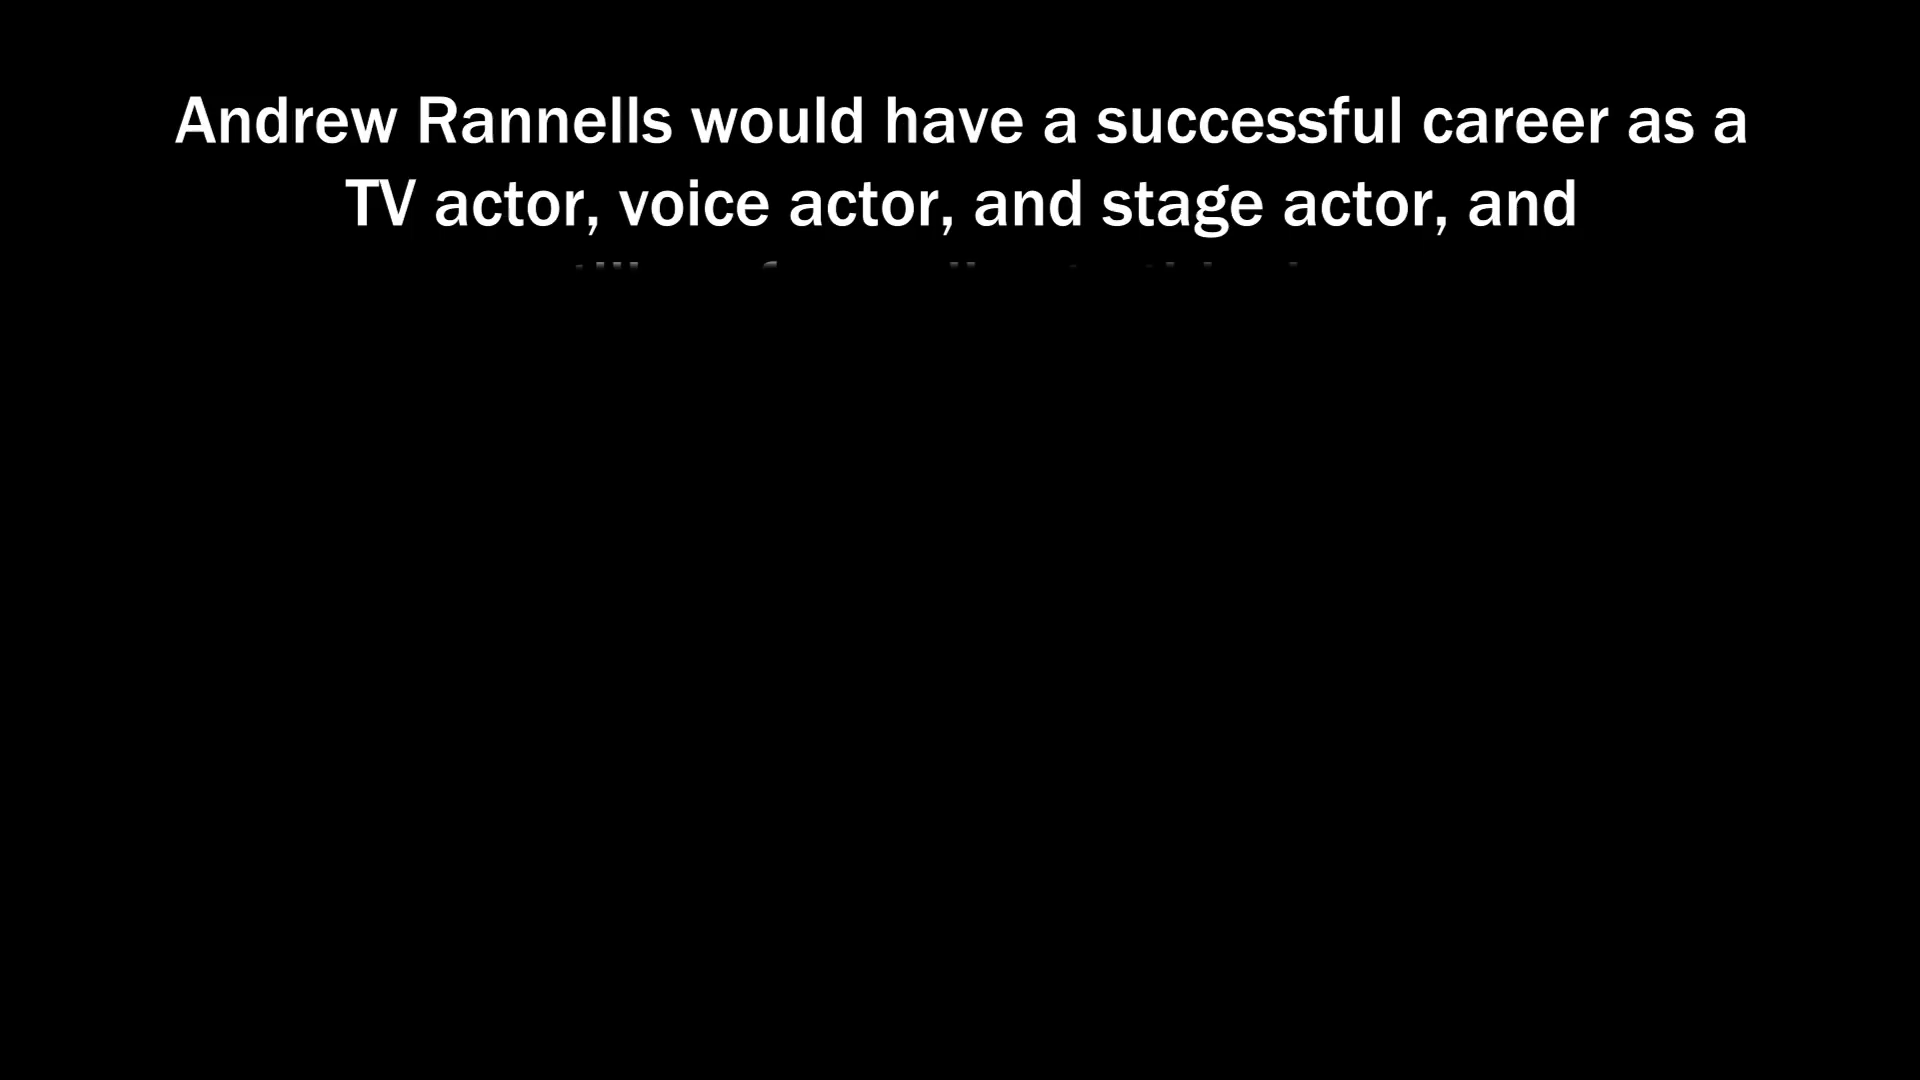 Andrew Rannells would have a successful career as a
TV actor, voice actor, and stage actor, and